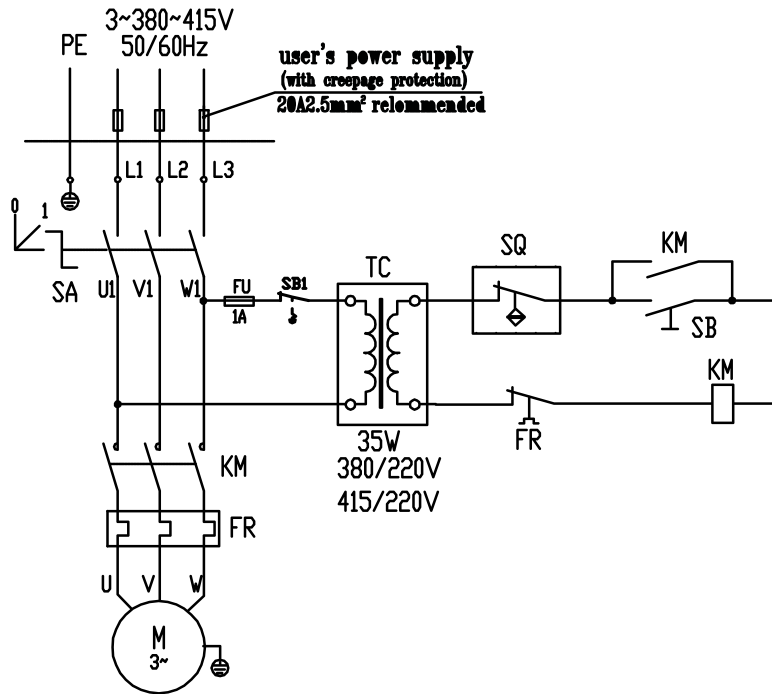 3~380~415V
PE
50/60Hz
user's power supply
(with creepage protection)
20A2.5mm² relommended
L1
L2
L3
0
1
SA
U1
V1
W1
FU
1A
SB1
TC
SQ
KM
SB
KM
FR
35W
380/220V
415/220V
KM
FR
U
V
W
M
3~